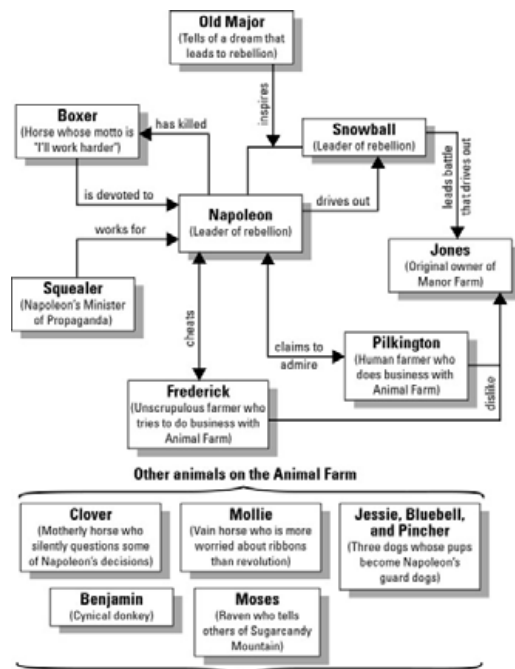 Old Major
(Tells of a dream that
leads to rebellion)
inspires
Boxer
(Horse whose motto is
"I'll work harder")
has killed
Snowball
(Leader of rebellion)
leads battle
that drives out
is devoted to
Napoleon
(Leader of rebellion)
drives out
works for
Jones
(Original owner of
Manor Farm)
Squealer
(Napoleon's Minister
of Propaganda)
cheats
claims to
admire
Pilkington
(Human farmer who
does business with
Animal Farm)
dislike
Frederick
(Unscrupulous farmer who
tries to do business with
Animal Farm)
Other animals on the Animal Farm
Clover
(Motherly horse who
silently questions some
of Napoleon's decisions)
Mollie
(Vain horse who is more
worried about ribbons
than revolution)
Jessie, Bluebell,
and Pincher
(Three dogs whose pups
become Napoleon's
guard dogs)
Benjamin
(Cynical donkey)
Moses
(Raven who tells
others of Sugarcandy
Mountain)